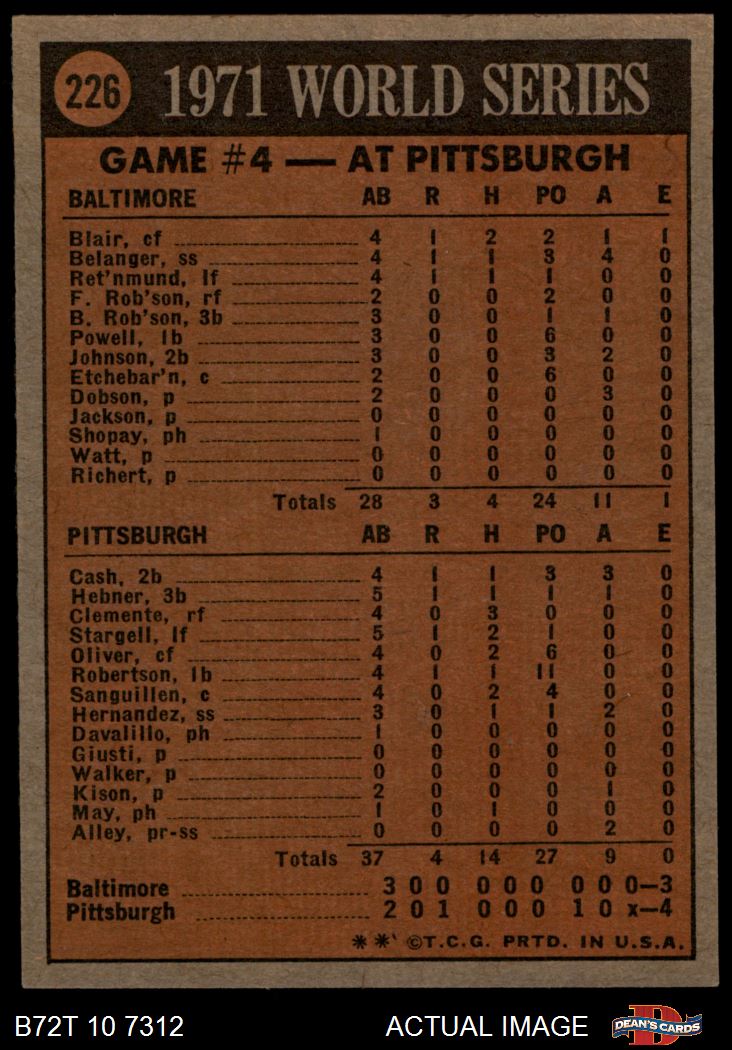 226 1971 WORLD SERIES
GAME #4 — AT PITTSBURGH
BALTIMORE AB R H PO A E
Blair, cf 4 1 2 2 1 1
Belanger, ss 4 1 1 3 4 0
Ret'nmund, lf 4 1 1 1 0 0
F. Rob'son, rf 2 0 0 2 0 0
B. Rob'son, 3b 3 0 0 1 1 0
Powell, 1b 3 0 0 6 0 0
Johnson, 2b 3 0 0 3 2 0
Etchebar'n, c 2 0 0 6 0 0
Dobson, p 2 0 0 0 3 0
Jackson, p 0 0 0 0 0 0
Shopay, ph 1 0 0 0 0 0
Watt, p 0 0 0 0 0 0
Richert, p 0 0 0 0 0 0
Totals 28 3 4 24 11 1
PITTSBURGH AB R H PO A E
Cash, 2b 4 1 1 3 3 0
Hebner, 3b 5 1 1 1 1 0
Clemente, rf 4 0 3 0 0 0
Stargell, lf 5 1 2 1 0 0
Oliver, cf 4 0 2 6 0 0
Robertson, 1b 4 1 1 11 0 0
Sanguillen, c 4 0 2 4 0 0
Hernandez, ss 3 0 1 1 2 0
Davalillo, ph 1 0 0 0 0 0
Giusti, p 0 0 0 0 0 0
Walker, p 0 0 0 0 0 0
Kison, p 2 0 0 0 1 0
May, ph 1 0 1 0 0 0
Alley, pr-ss 0 0 0 0 2 0
Totals 37 4 14 27 9 0
Baltimore 3 0 0 0 0 0 0 0 0—3
Pittsburgh 2 0 1 0 0 0 1 0 x—4
* *' ©T.C.G. PRTD. IN U.S.A.
B72T 10 7312 ACTUAL IMAGE DEAN'S CARDS